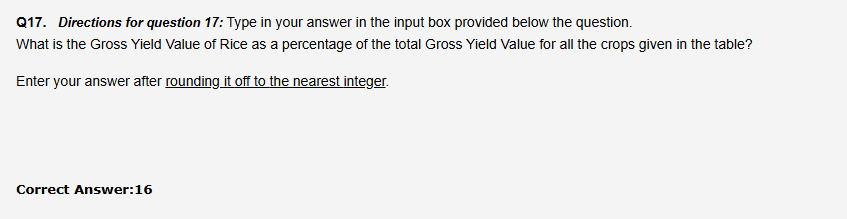 Q17. Directions for question 17: Type in your answer in the input box provided below the question.
What is the Gross Yield Value of Rice as a percentage of the total Gross Yield Value for all the crops given in the table?
Enter your answer after rounding it off to the nearest integer.
Correct Answer:16